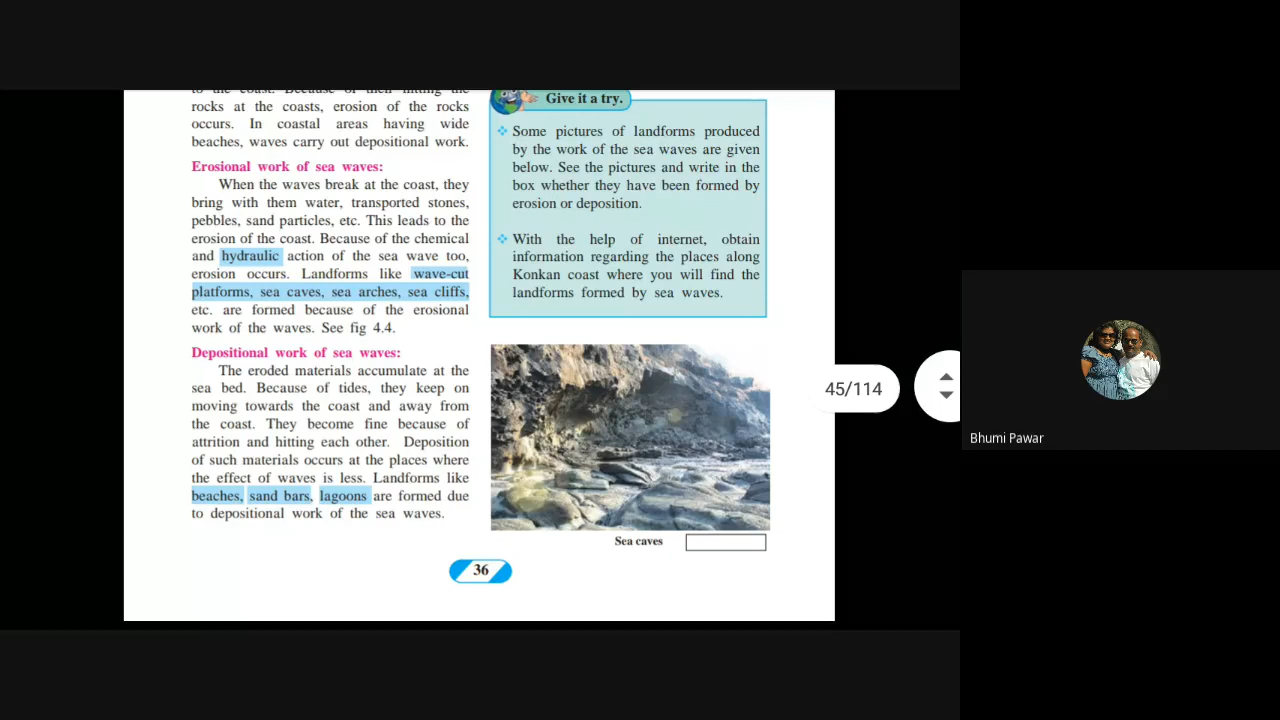 to the coast. Because of their hitting the
rocks at the coasts, erosion of the rocks
occurs. In coastal areas having wide
beaches, waves carry out depositional work.
Erosional work of sea waves:
When the waves break at the coast, they
bring with them water, transported stones,
pebbles, sand particles, etc. This leads to the
erosion of the coast. Because of the chemical
and hydraulic action of the sea wave too,
erosion occurs. Landforms like wave-cut
platforms, sea caves, sea arches, sea cliffs,
etc. are formed because of the erosional
work of the waves. See fig 4.4.
Depositional work of sea waves:
The eroded materials accumulate at the
sea bed. Because of tides, they keep on
moving towards the coast and away from
the coast. They become fine because of
attrition and hitting each other. Deposition
of such materials occurs at the places where
the effect of waves is less. Landforms like
beaches, sand bars, lagoons are formed due
to depositional work of the sea waves.
Give it a try.
Some pictures of landforms produced
by the work of the sea waves are given
below. See the pictures and write in the
box whether they have been formed by
erosion or deposition.
With the help of internet, obtain
information regarding the places along
Konkan coast where you will find the
landforms formed by sea waves.
Sea caves
36
45/114
Bhumi Pawar